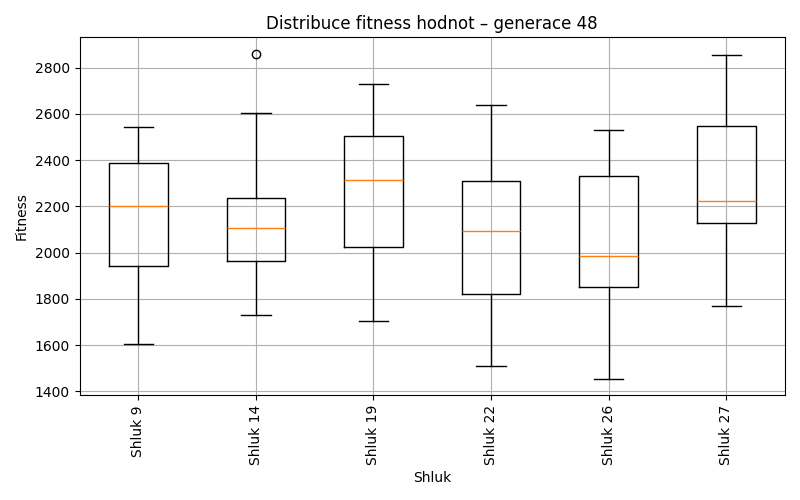 Distribuce fitness hodnot – generace 48
Fitness
2800
2600
2400
2200
2000
1800
1600
1400
Shluk 9
Shluk 14
Shluk 19
Shluk 22
Shluk 26
Shluk 27
Shluk